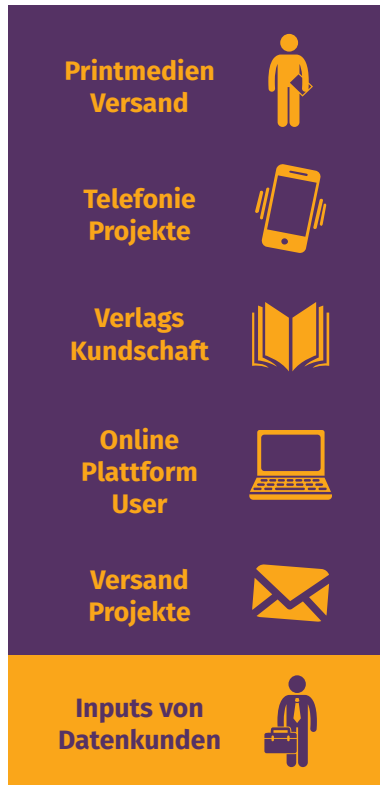 Printmedien
Versand
Telefonie
Projekte
Verlags
Kundschaft
Online
Plattform
User
Versand
Projekte
Inputs von
Datenkunden